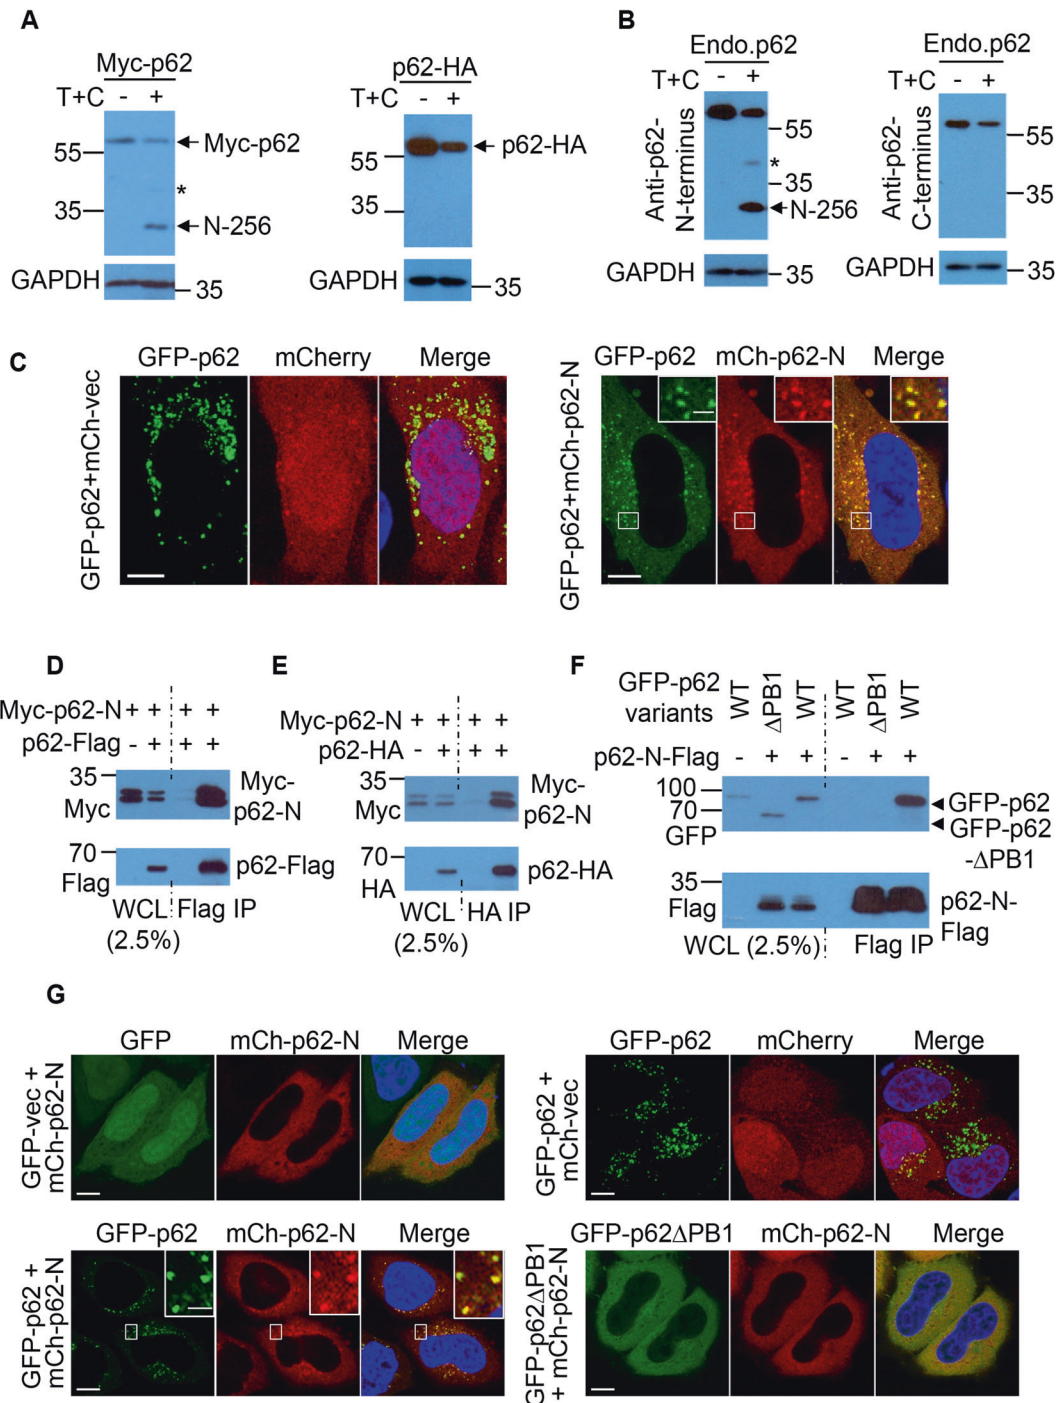 A
Myc-p62
T+C - +
55
35
Myc-p62
*
N-256
GAPDH
35
p62-HA
T+C - +
55
35
p62-HA
GAPDH
35
B
Endo.p62
T+C - +
Anti-p62-
N-terminus
55
*
35
N-256
GAPDH
35
Endo.p62
T+C - +
Anti-p62-
C-terminus
55
35
GAPDH
35
C
GFP-p62 mCherry Merge
GFP-p62+mCh-vec
GFP-p62 mCh-p62-N Merge
GFP-p62+mCh-p62-N
D
Myc-p62-N + + + +
p62-Flag - + + +
35
Myc
Myc-
p62-N
70
Flag
p62-Flag
WCL Flag IP
(2.5%)
E
Myc-p62-N + + + +
p62-HA - + + +
35
Myc
Myc-
p62-N
70
HA
p62-HA
WCL HA IP
(2.5%)
F
GFP-p62
variants
WT ΔPB1 WT WT ΔPB1 WT
p62-N-Flag - + + - + +
100
70
GFP
GFP-p62
GFP-p62
-ΔPB1
35
Flag
p62-N-
Flag
WCL (2.5%) Flag IP
G
GFP mCh-p62-N Merge
GFP-vec +
mCh-p62-N
GFP-p62 mCherry Merge
GFP-p62 +
mCh-vec
GFP-p62 mCh-p62-N Merge
GFP-p62 +
mCh-p62-N
GFP-p62ΔPB1 mCh-p62-N Merge
GFP-p62ΔPB1
+ mCh-p62-N